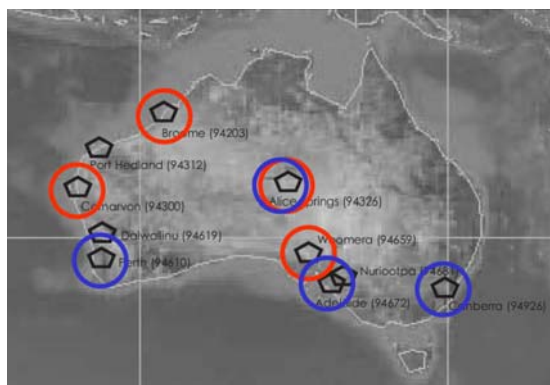 Broome (94203)
Port Hedland (94312)
Carnarvon (94300)
Alice Springs (94326)
Dalwallinu (94619)
Woomera (94659)
Perth (94610)
Nuriootpa (94681)
Adelaide (94672)
Canberra (94926)